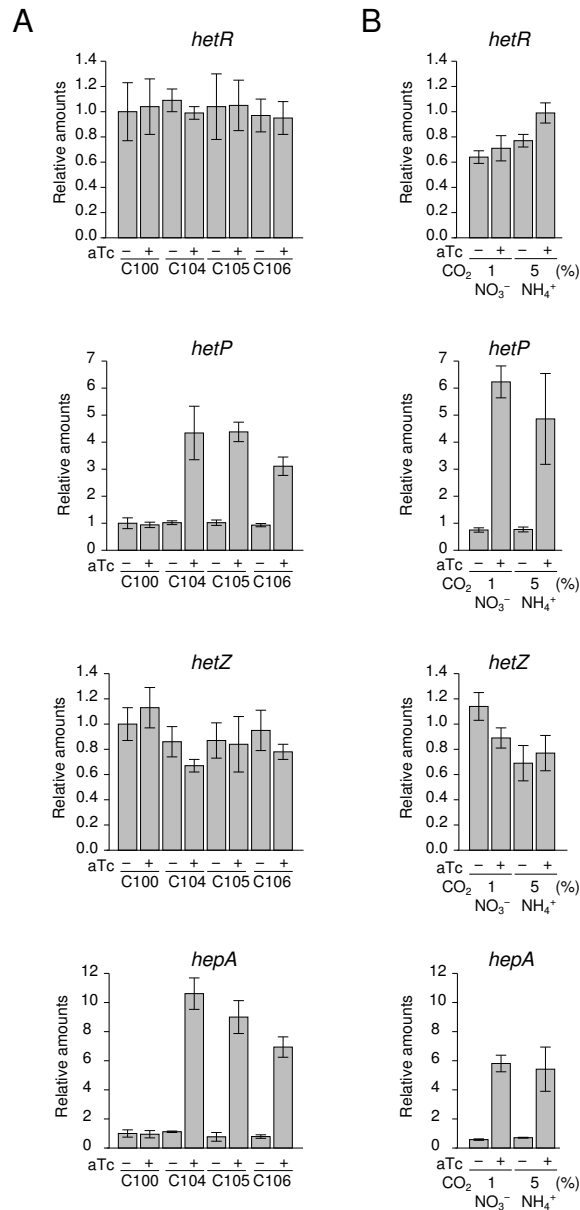 A
hetR
Relative amounts
1.4
1.2
1.0
0.8
0.6
0.4
0.2
0.0
aTc – + – + – + – +
C100 C104 C105 C106
hetP
Relative amounts
7
6
5
4
3
2
1
0
aTc – + – + – + – +
C100 C104 C105 C106
hetZ
Relative amounts
1.4
1.2
1.0
0.8
0.6
0.4
0.2
0.0
aTc – + – + – + – +
C100 C104 C105 C106
hepA
Relative amounts
12
10
8
6
4
2
0
aTc – + – + – + – +
C100 C104 C105 C106
B
hetR
Relative amounts
1.4
1.2
1.0
0.8
0.6
0.4
0.2
0.0
aTc – + – +
CO₂ 1 5 (%)
NO₃⁻ NH₄⁺
hetP
Relative amounts
7
6
5
4
3
2
1
0
aTc – + – +
CO₂ 1 5 (%)
NO₃⁻ NH₄⁺
hetZ
Relative amounts
1.4
1.2
1.0
0.8
0.6
0.4
0.2
0.0
aTc – + – +
CO₂ 1 5 (%)
NO₃⁻ NH₄⁺
hepA
Relative amounts
12
10
8
6
4
2
0
aTc – + – +
CO₂ 1 5 (%)
NO₃⁻ NH₄⁺